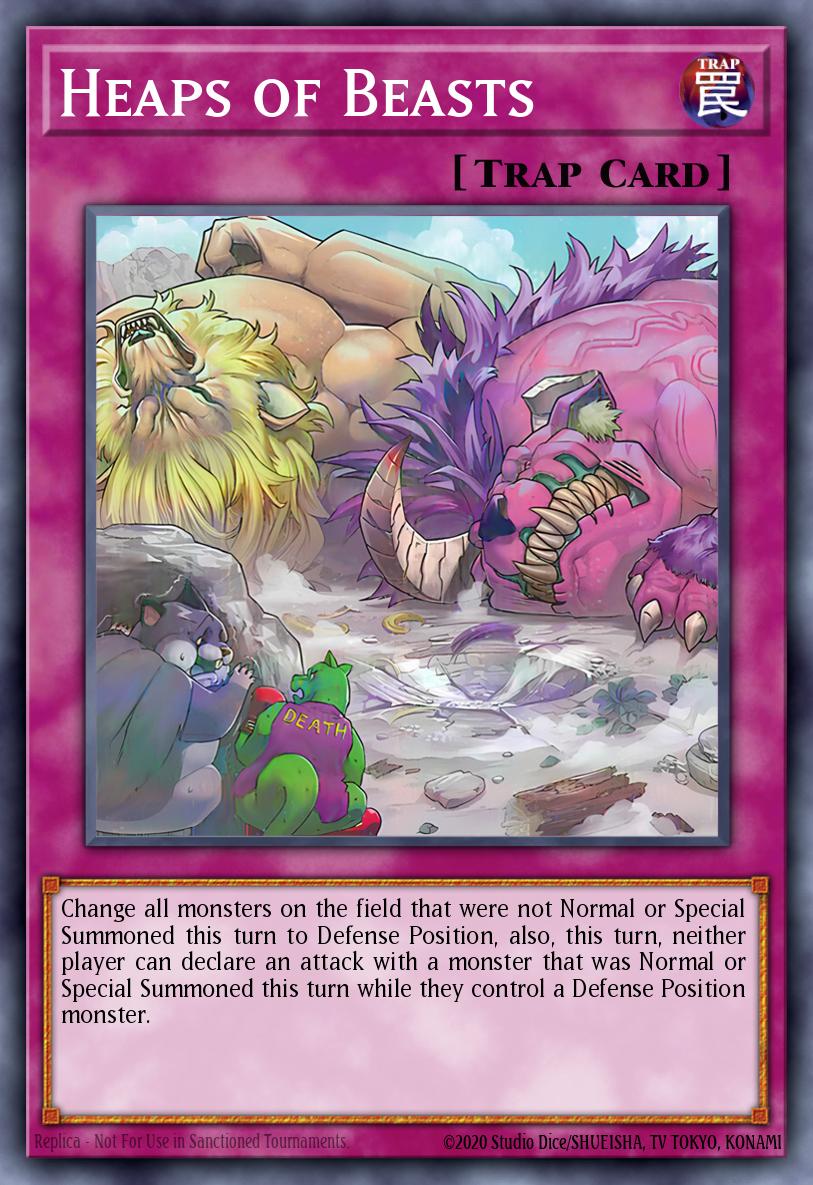 Heaps of Beasts
TRAP
罠
[Trap Card]
DEATH
Change all monsters on the field that were not Normal or Special
Summoned this turn to Defense Position, also, this turn, neither
player can declare an attack with a monster that was Normal or
Special Summoned this turn while they control a Defense Position
monster.
Replica - Not For Use in Sanctioned Tournaments.
©2020 Studio Dice/SHUEISHA, TV TOKYO, KONAMI